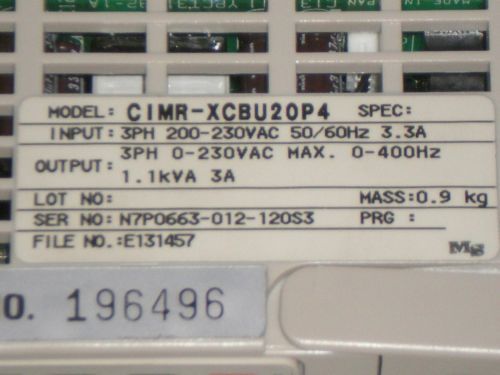 MODEL: CIMR-XCBU20P4 SPEC:
INPUT: 3PH 200-230VAC 50/60Hz 3.3A
OUTPUT: 3PH 0-230VAC MAX. 0-400Hz
1.1kVA 3A
LOT NO: MASS:0.9 kg
SER NO: N7P0663-012-120S3 PRG :
FILE NO.:E131457
Ms
O. 196496